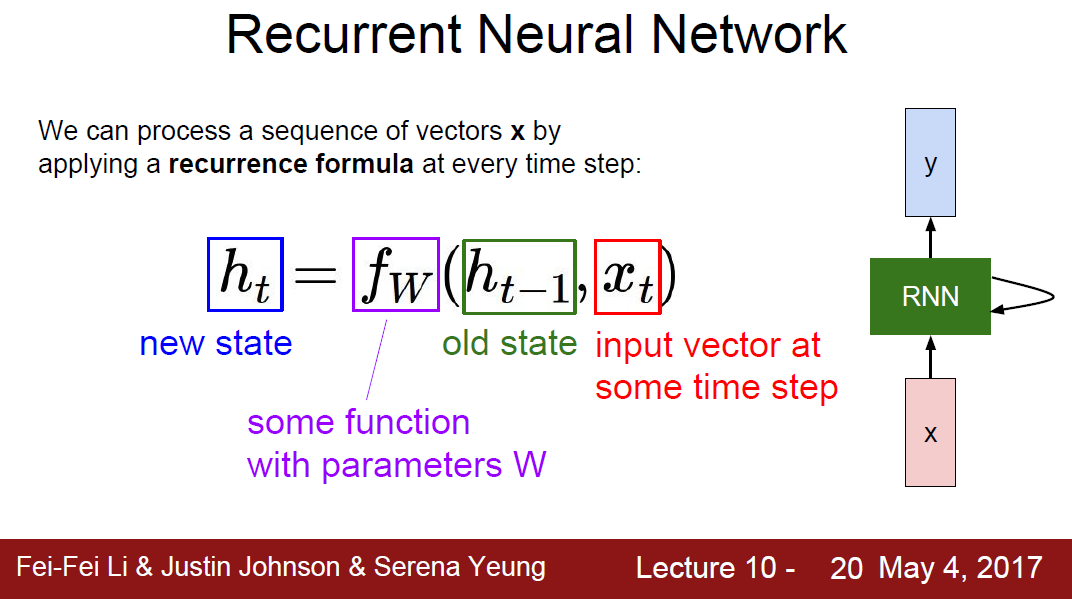 Recurrent Neural Network
We can process a sequence of vectors x by
applying a recurrence formula at every time step:
h_t = f_W(h_{t-1}, x_t)
new state
old state
input vector at
some time step
some function
with parameters W
y
RNN
x
Fei-Fei Li & Justin Johnson & Serena Yeung
Lecture 10 - 20 May 4, 2017